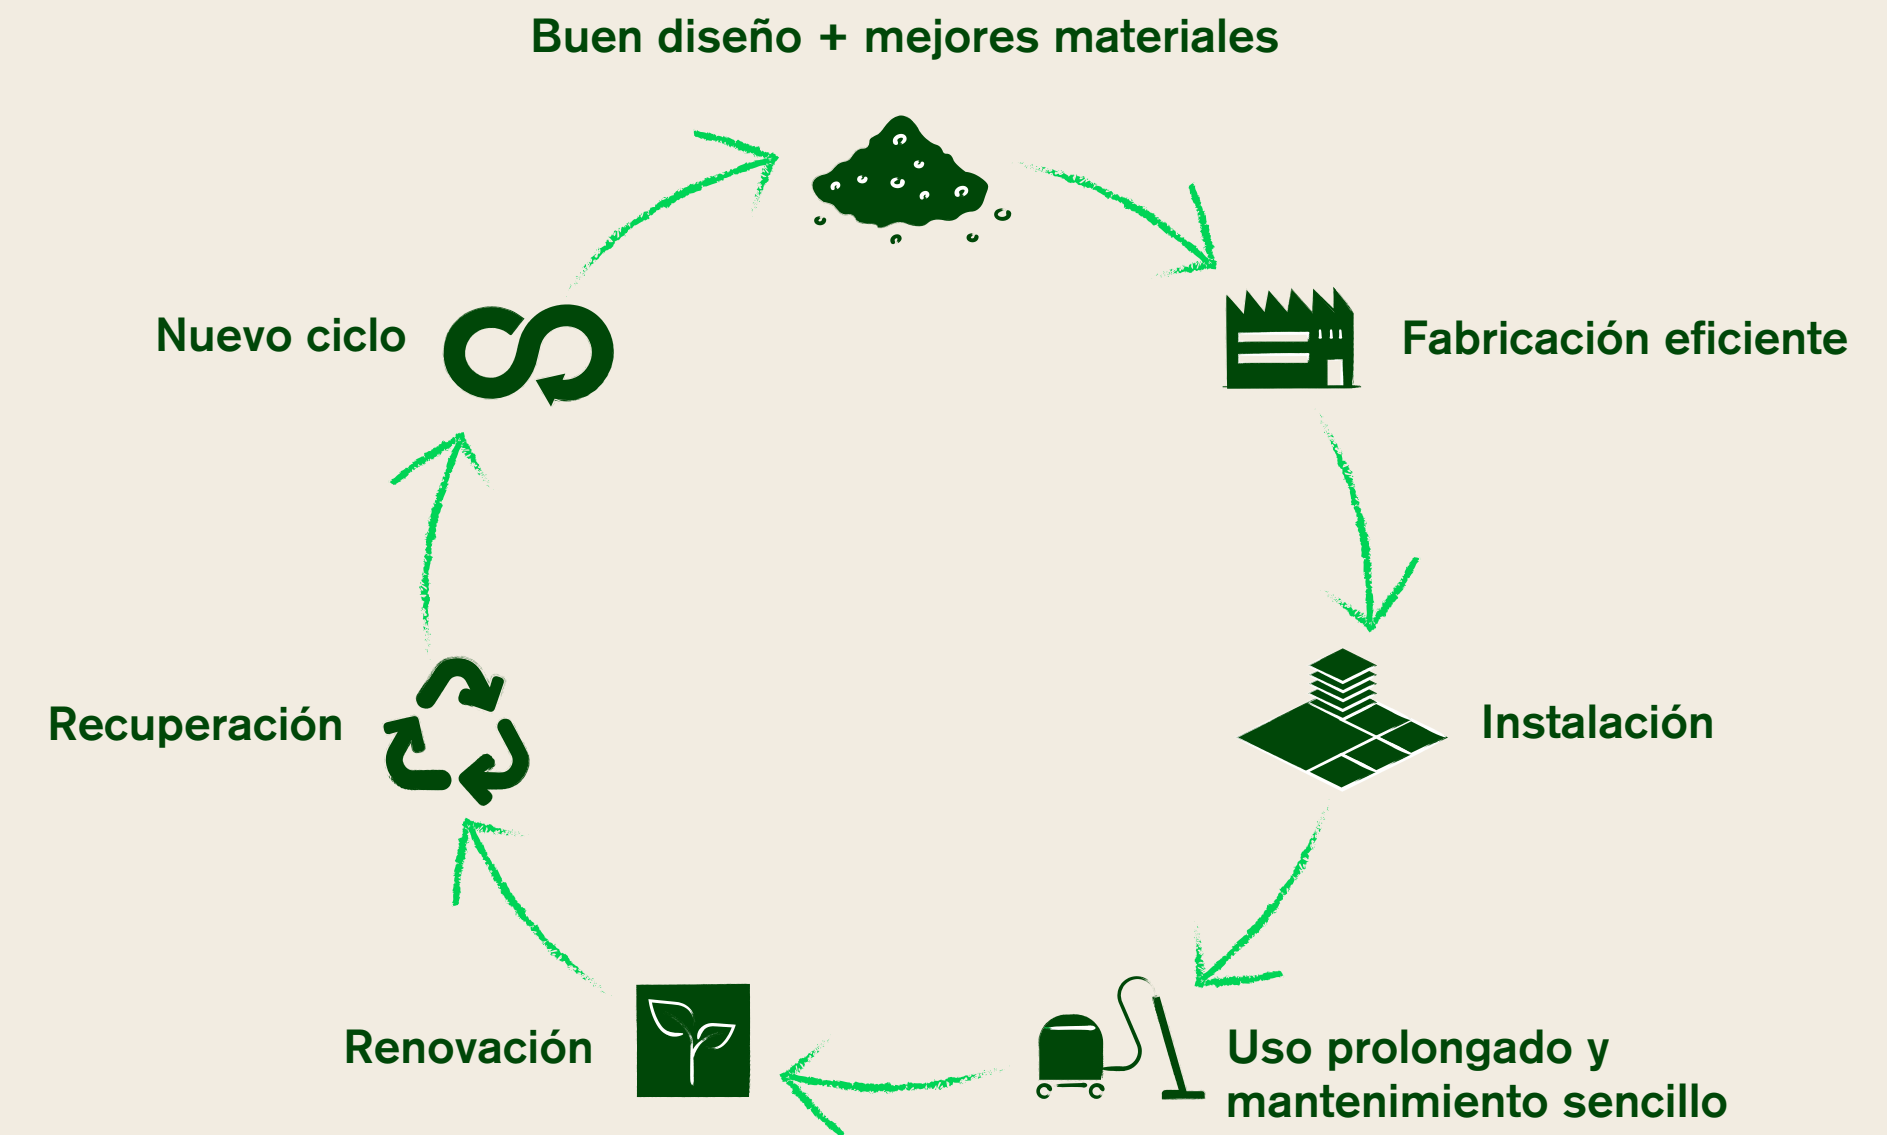 Buen diseño + mejores materiales
Fabricación eficiente
Instalación
Uso prolongado y
mantenimiento sencillo
Renovación
Recuperación
Nuevo ciclo